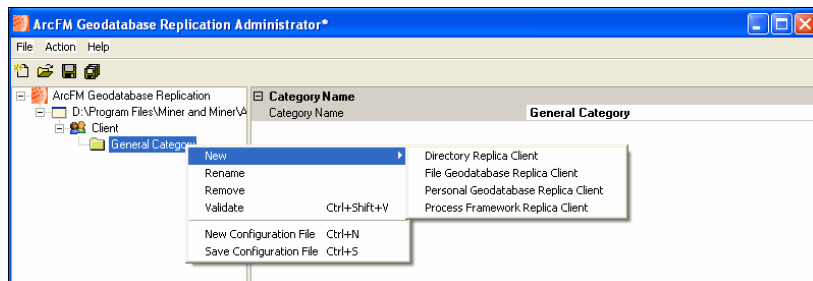 ArcFM Geodatabase Replication Administrator*
File Action Help
ArcFM Geodatabase Replication
D:\Program Files\Miner and Miner\A
Client
General Category
Category Name
Category Name General Category
New
Rename
Remove
Validate Ctrl+Shift+V
New Configuration File Ctrl+N
Save Configuration File Ctrl+S
Directory Replica Client
File Geodatabase Replica Client
Personal Geodatabase Replica Client
Process Framework Replica Client